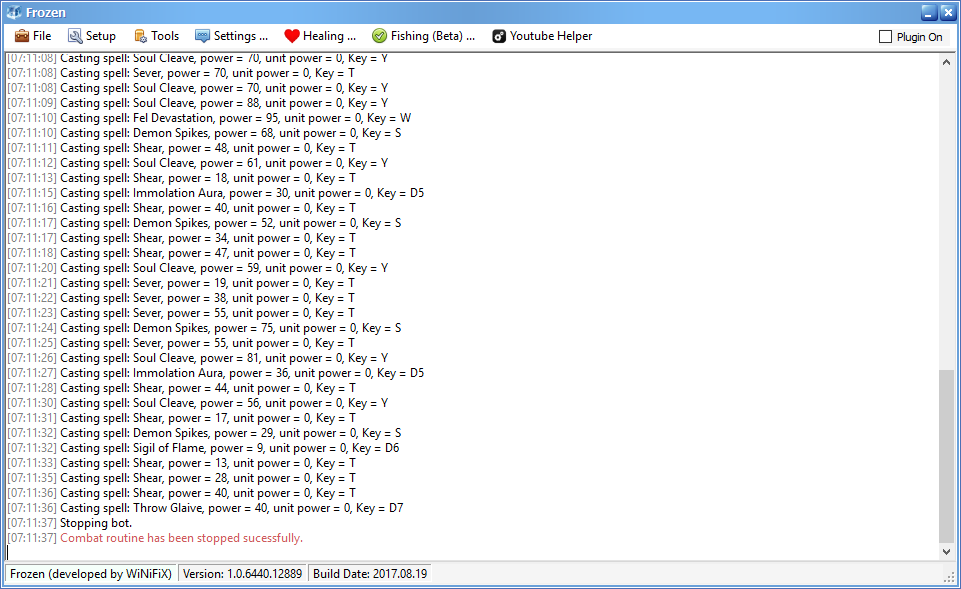 Frozen
File Setup Tools Settings ... Healing ... Fishing (Beta) ... Youtube Helper Plugin On
[07:11:08] Casting spell: Soul Cleave, power = 70, unit power = 0, Key = Y
[07:11:08] Casting spell: Sever, power = 70, unit power = 0, Key = T
[07:11:08] Casting spell: Soul Cleave, power = 70, unit power = 0, Key = Y
[07:11:09] Casting spell: Soul Cleave, power = 88, unit power = 0, Key = Y
[07:11:10] Casting spell: Fel Devastation, power = 95, unit power = 0, Key = W
[07:11:10] Casting spell: Demon Spikes, power = 68, unit power = 0, Key = S
[07:11:11] Casting spell: Shear, power = 48, unit power = 0, Key = T
[07:11:12] Casting spell: Soul Cleave, power = 61, unit power = 0, Key = Y
[07:11:13] Casting spell: Shear, power = 18, unit power = 0, Key = T
[07:11:15] Casting spell: Immolation Aura, power = 30, unit power = 0, Key = D5
[07:11:16] Casting spell: Shear, power = 40, unit power = 0, Key = T
[07:11:17] Casting spell: Demon Spikes, power = 52, unit power = 0, Key = S
[07:11:17] Casting spell: Shear, power = 34, unit power = 0, Key = T
[07:11:18] Casting spell: Shear, power = 47, unit power = 0, Key = T
[07:11:20] Casting spell: Soul Cleave, power = 59, unit power = 0, Key = Y
[07:11:21] Casting spell: Sever, power = 19, unit power = 0, Key = T
[07:11:22] Casting spell: Sever, power = 38, unit power = 0, Key = T
[07:11:23] Casting spell: Sever, power = 55, unit power = 0, Key = T
[07:11:24] Casting spell: Demon Spikes, power = 75, unit power = 0, Key = S
[07:11:25] Casting spell: Sever, power = 55, unit power = 0, Key = T
[07:11:26] Casting spell: Soul Cleave, power = 81, unit power = 0, Key = Y
[07:11:27] Casting spell: Immolation Aura, power = 36, unit power = 0, Key = D5
[07:11:28] Casting spell: Shear, power = 44, unit power = 0, Key = T
[07:11:30] Casting spell: Soul Cleave, power = 56, unit power = 0, Key = Y
[07:11:31] Casting spell: Shear, power = 17, unit power = 0, Key = T
[07:11:32] Casting spell: Demon Spikes, power = 29, unit power = 0, Key = S
[07:11:32] Casting spell: Sigil of Flame, power = 9, unit power = 0, Key = D6
[07:11:33] Casting spell: Shear, power = 13, unit power = 0, Key = T
[07:11:35] Casting spell: Shear, power = 28, unit power = 0, Key = T
[07:11:36] Casting spell: Shear, power = 40, unit power = 0, Key = T
[07:11:36] Casting spell: Throw Glaive, power = 40, unit power = 0, Key = D7
[07:11:37] Stopping bot.
[07:11:37] Combat routine has been stopped sucessfully.
Frozen (developed by WiNiFiX) Version: 1.0.6440.12889 Build Date: 2017.08.19